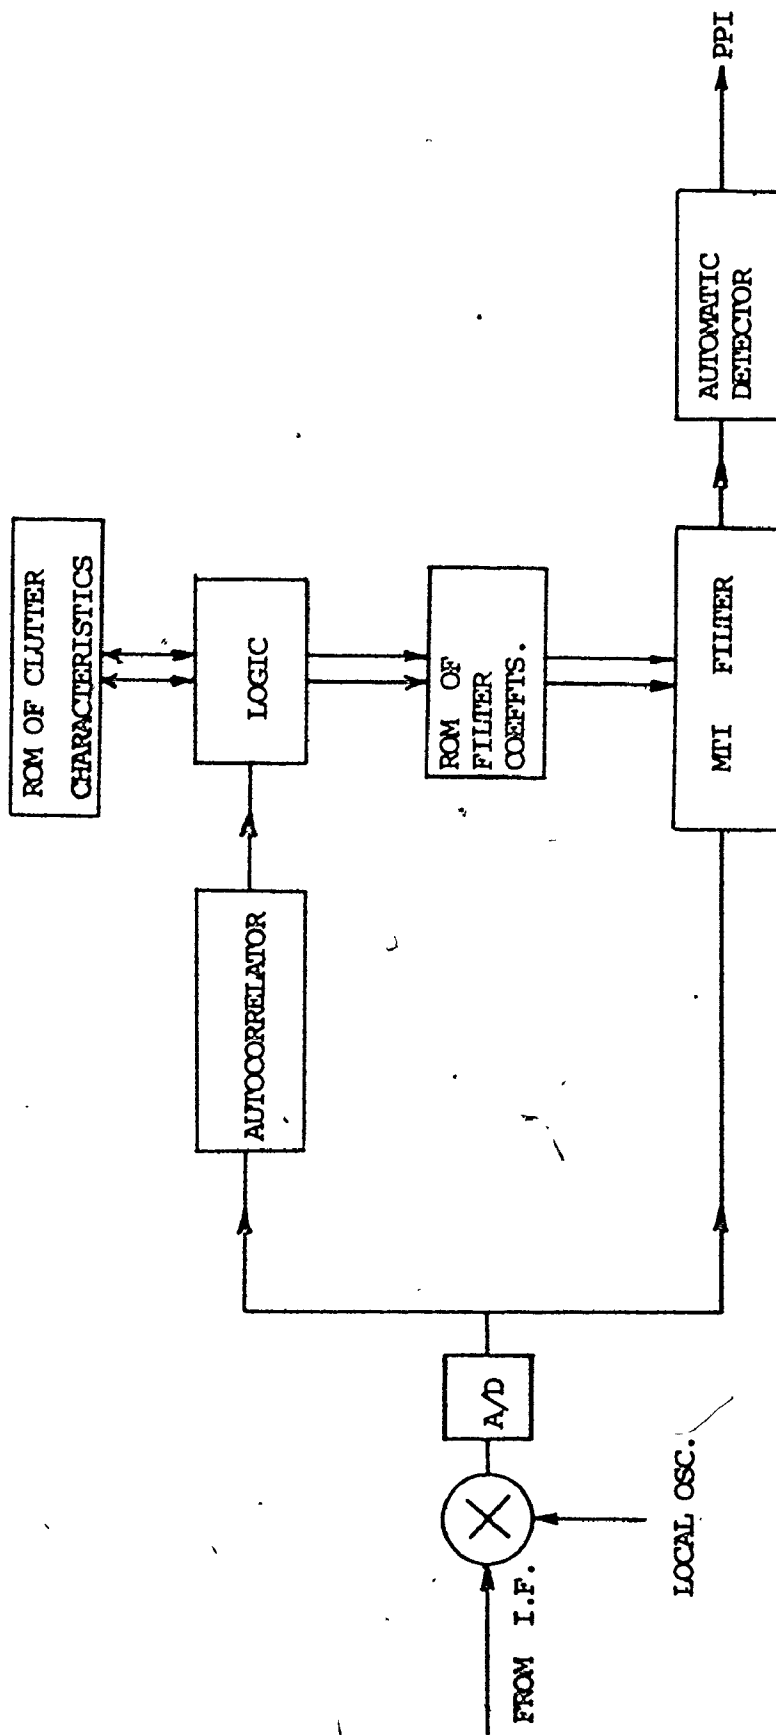 ROM OF CLUTTER
CHARACTERISTICS
AUTOCORRELATOR
LOGIC
ROM OF
FILTER
COEFFTS.
FROM I.F.
A/D
LOCAL OSC.
MTI FILTER
AUTOMATIC
DETECTOR
PPI